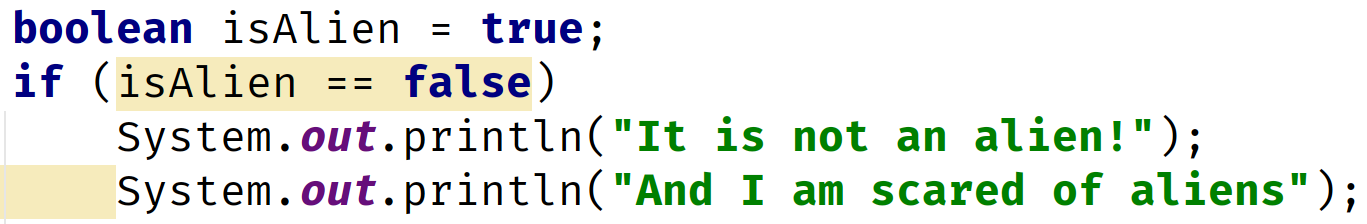 boolean isAlien = true;
if (isAlien == false)
    System.out.println("It is not an alien!");
    System.out.println("And I am scared of aliens");